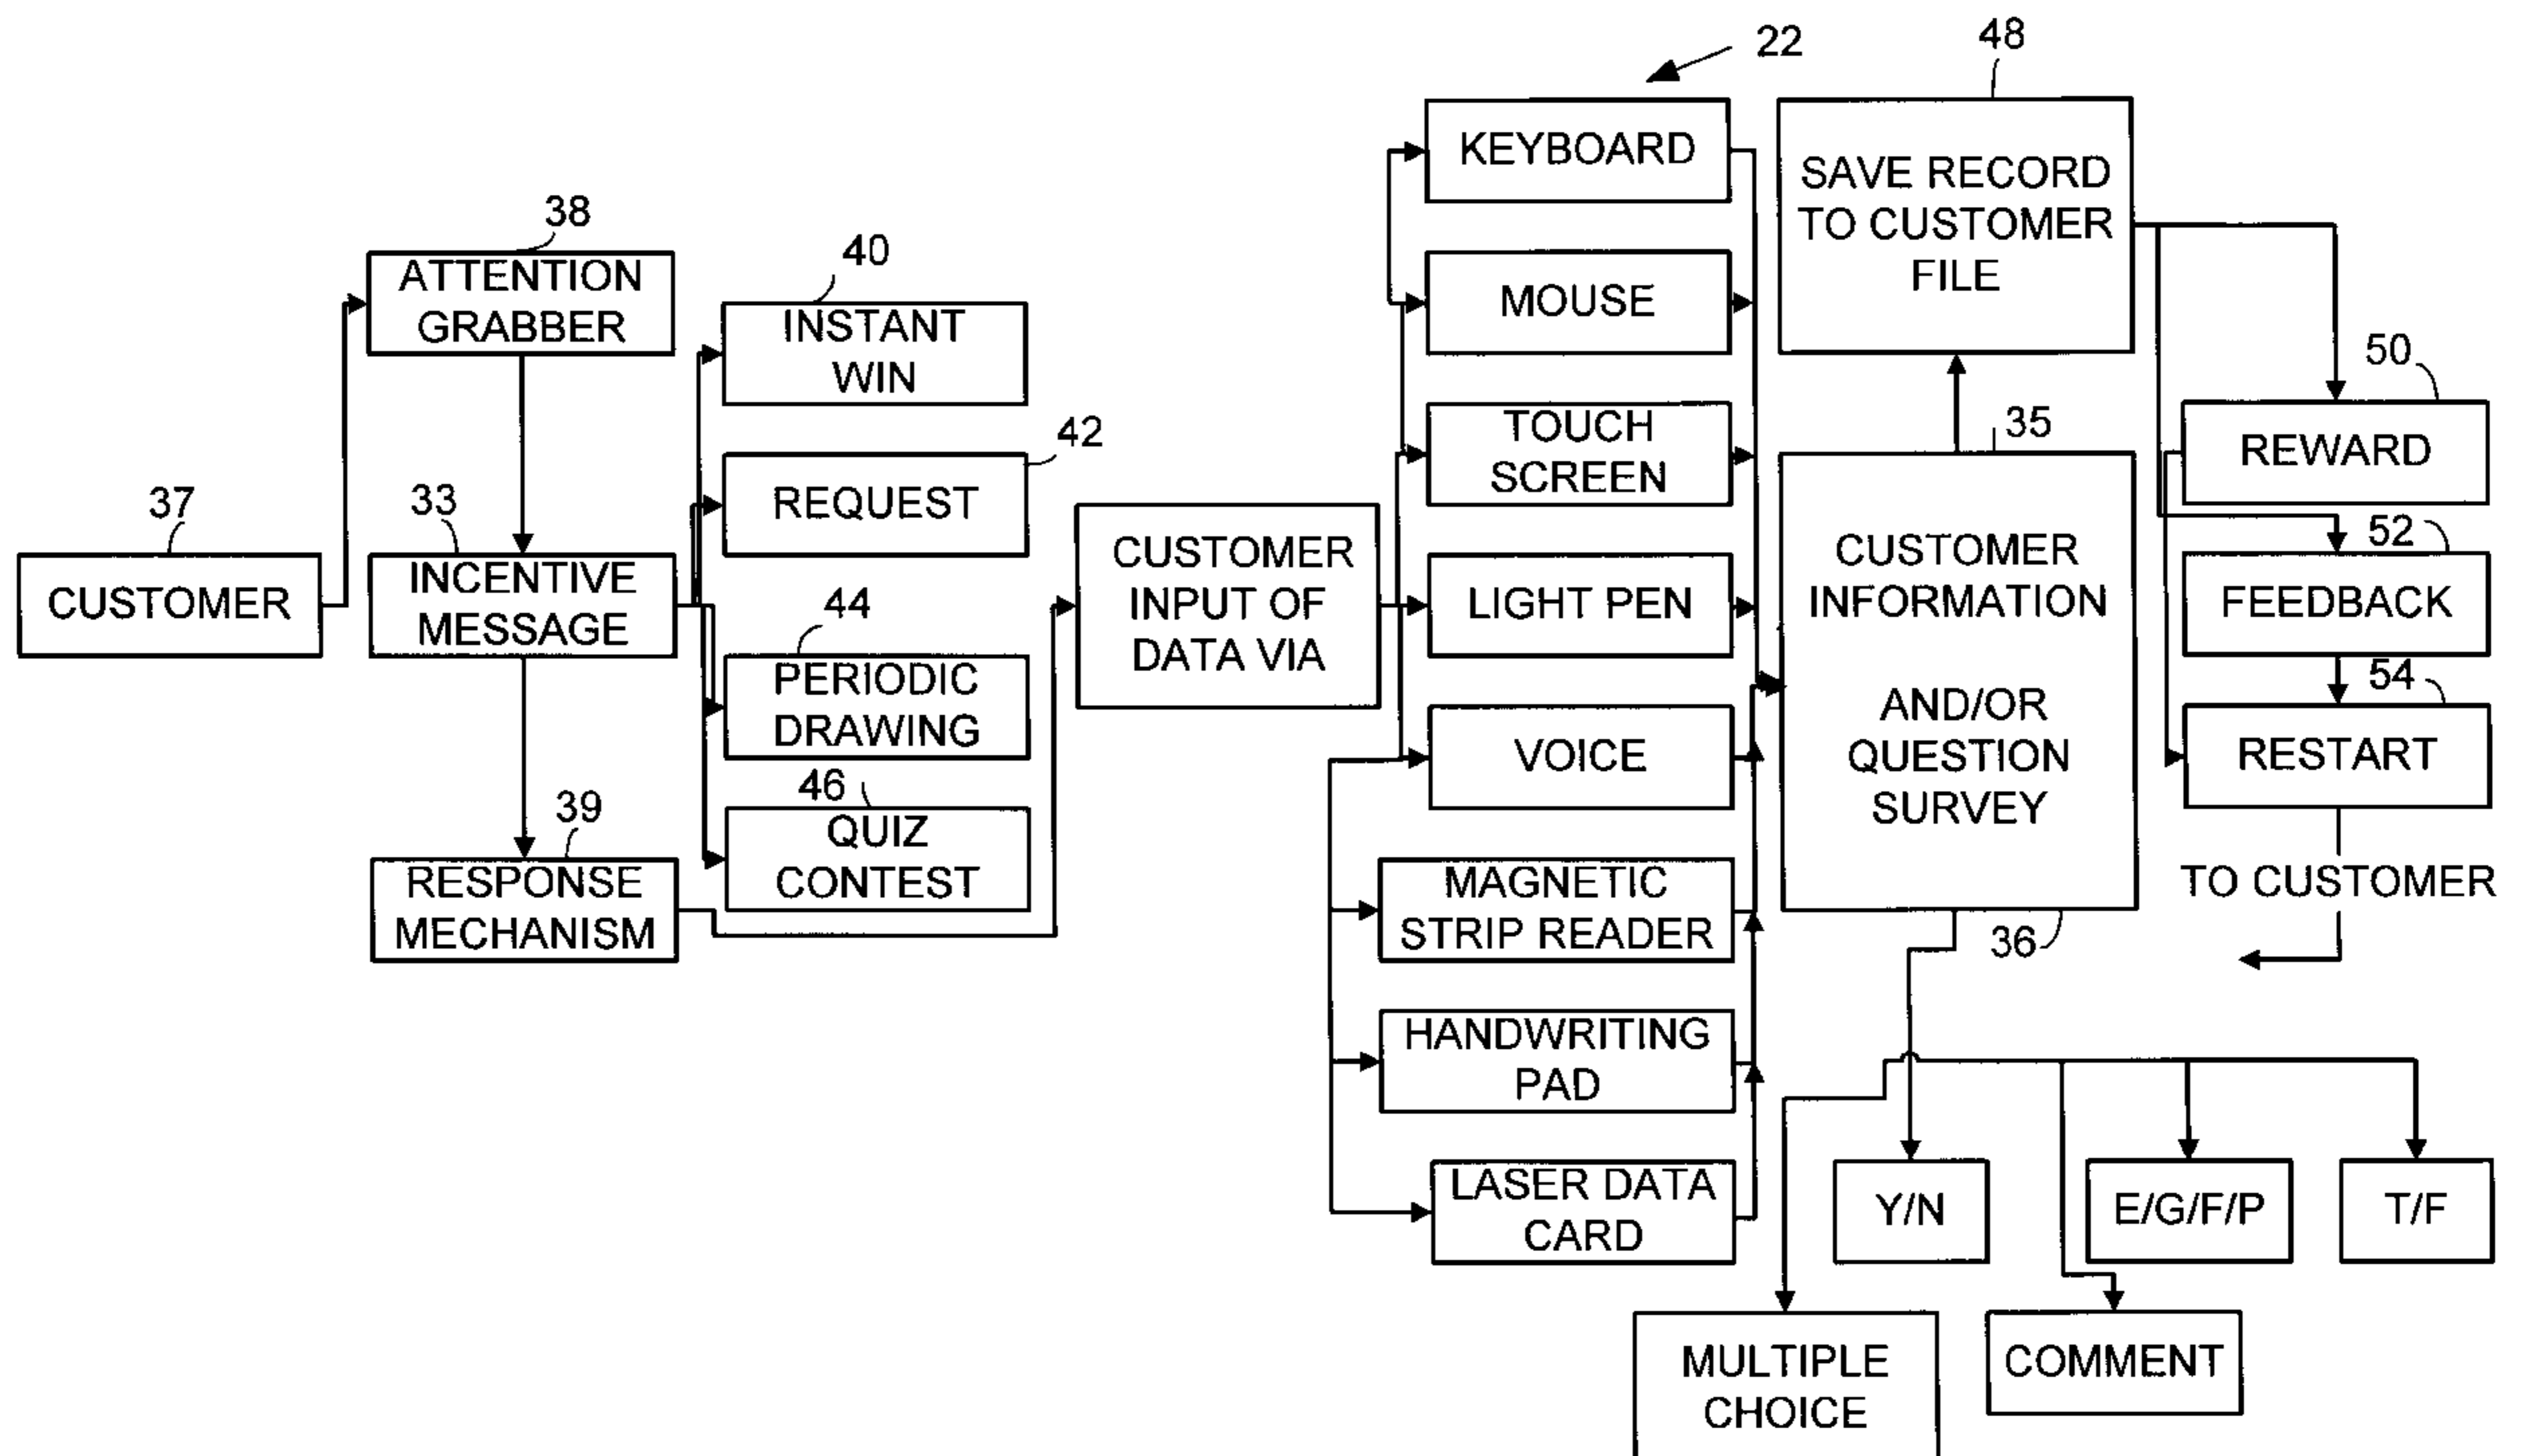 37
CUSTOMER
38
ATTENTION
GRABBER
33
INCENTIVE
MESSAGE
39
RESPONSE
MECHANISM
40
INSTANT
WIN
42
REQUEST
44
PERIODIC
DRAWING
46
QUIZ
CONTEST
CUSTOMER
INPUT OF
DATA VIA
22
KEYBOARD
MOUSE
TOUCH
SCREEN
LIGHT PEN
VOICE
MAGNETIC
STRIP READER
HANDWRITING
PAD
LASER DATA
CARD
48
SAVE RECORD
TO CUSTOMER
FILE
35
CUSTOMER
INFORMATION
AND/OR
QUESTION
SURVEY
36
50
REWARD
52
FEEDBACK
54
RESTART
TO CUSTOMER
Y/N
E/G/F/P
T/F
MULTIPLE
CHOICE
COMMENT